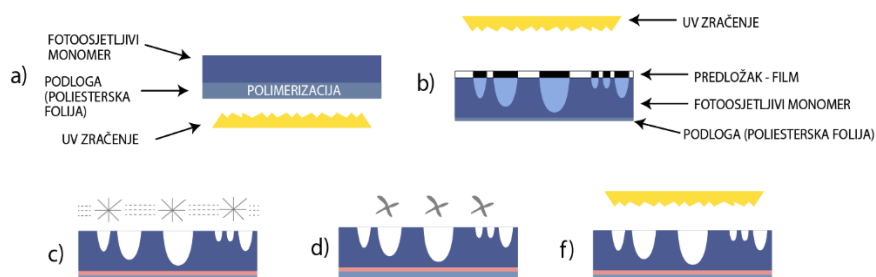 a)
FOTOOSJETLJIVI
MONOMER
PODLOGA
(POLIESTERSKA
FOLIJA)
POLIMERIZACIJA
UV ZRAČENJE
b)
UV ZRAČENJE
PREDLOŽAK - FILM
FOTOOSJETLJIVI MONOMER
PODLOGA (POLIESTERSKA FOLIJA)
c)
d)
f)